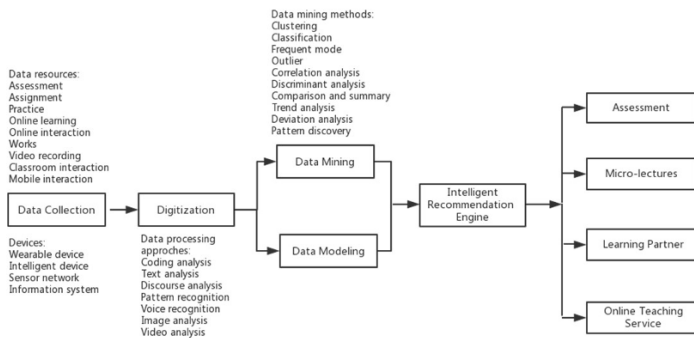 Data mining methods:
Clustering
Classification
Frequent mode
Outlier
Correlation analysis
Discriminant analysis
Comparison and summary
Trend analysis
Deviation analysis
Pattern discovery
Data resources:
Assessment
Assignment
Practice
Online learning
Online interaction
Works
Video recording
Classroom interaction
Mobile interaction
Data Collection
Devices:
Wearable device
Intelligent device
Sensor network
Information system
Digitization
Data processing
approches:
Coding analysis
Text analysis
Discourse analysis
Pattern recognition
Voice recognition
Image analysis
Video analysis
Data Mining
Data Modeling
Intelligent
Recommendation
Engine
Assessment
Micro-lectures
Learning Partner
Online Teaching
Service